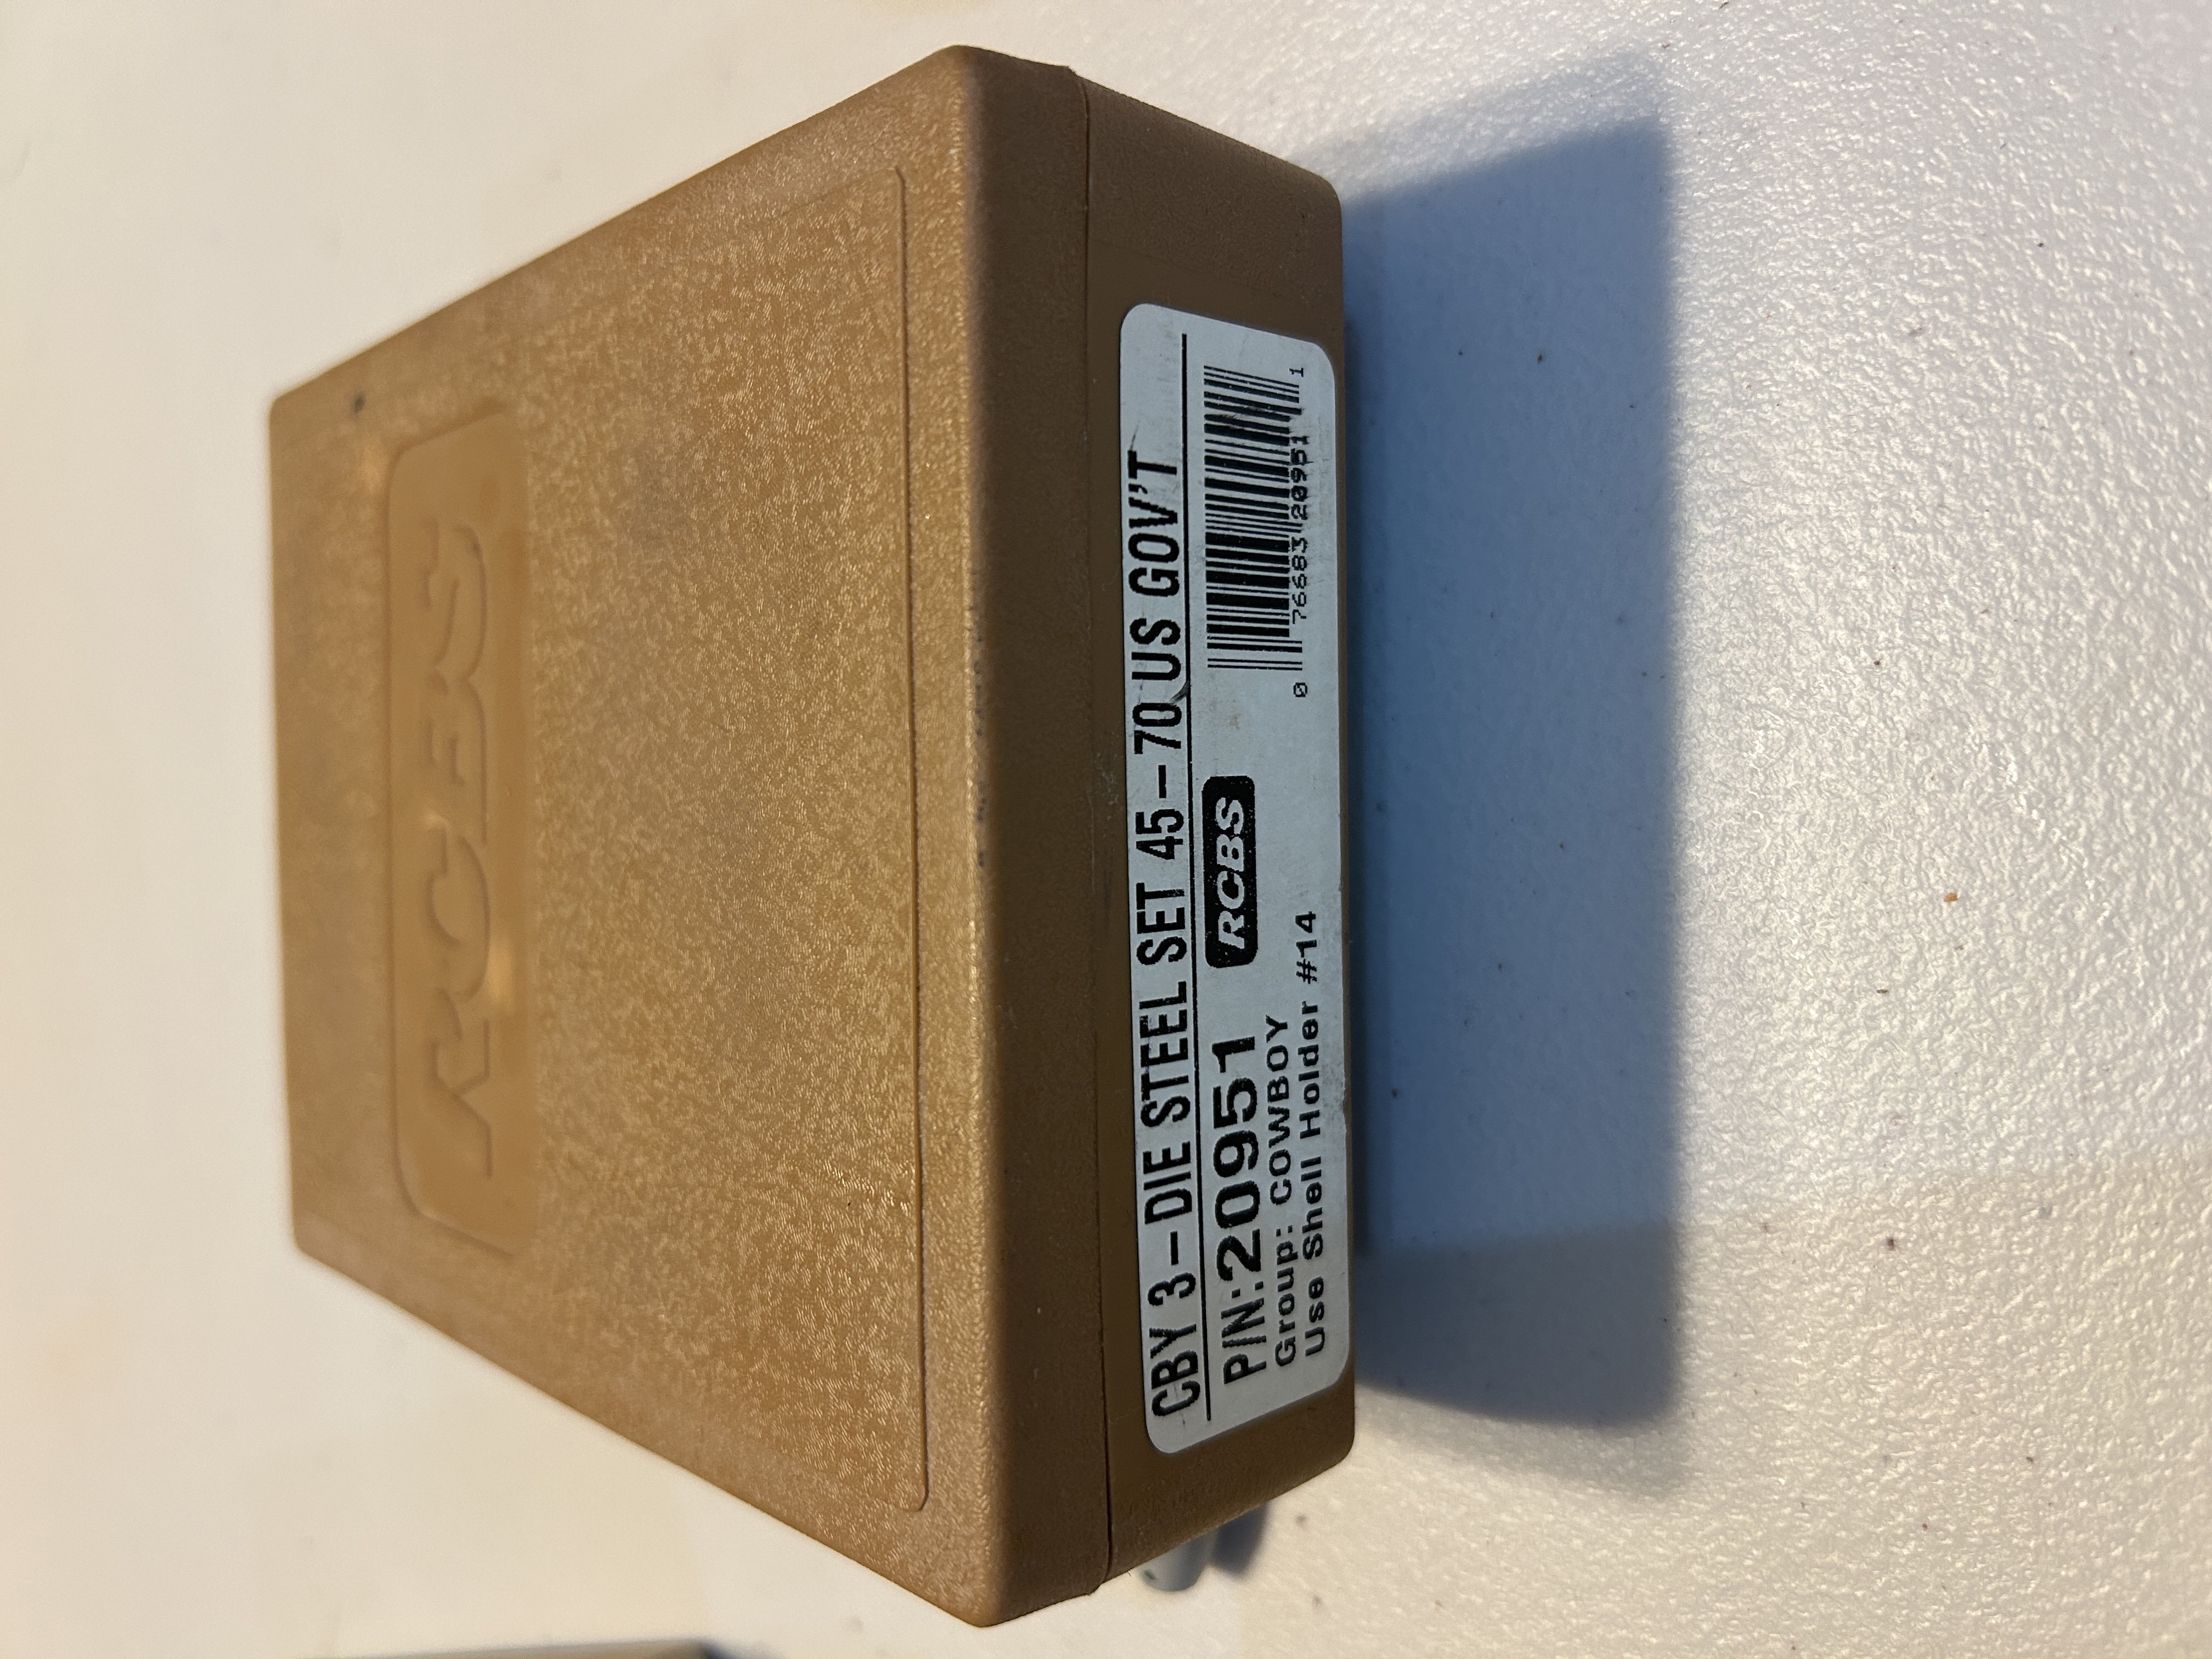 RCBS
CBY 3-DIE STEEL SET 45-70 US GOV'T
P/N:20951 RCBS
Group: COWBOY
Use Shell Holder #14
0 76683 20951 1